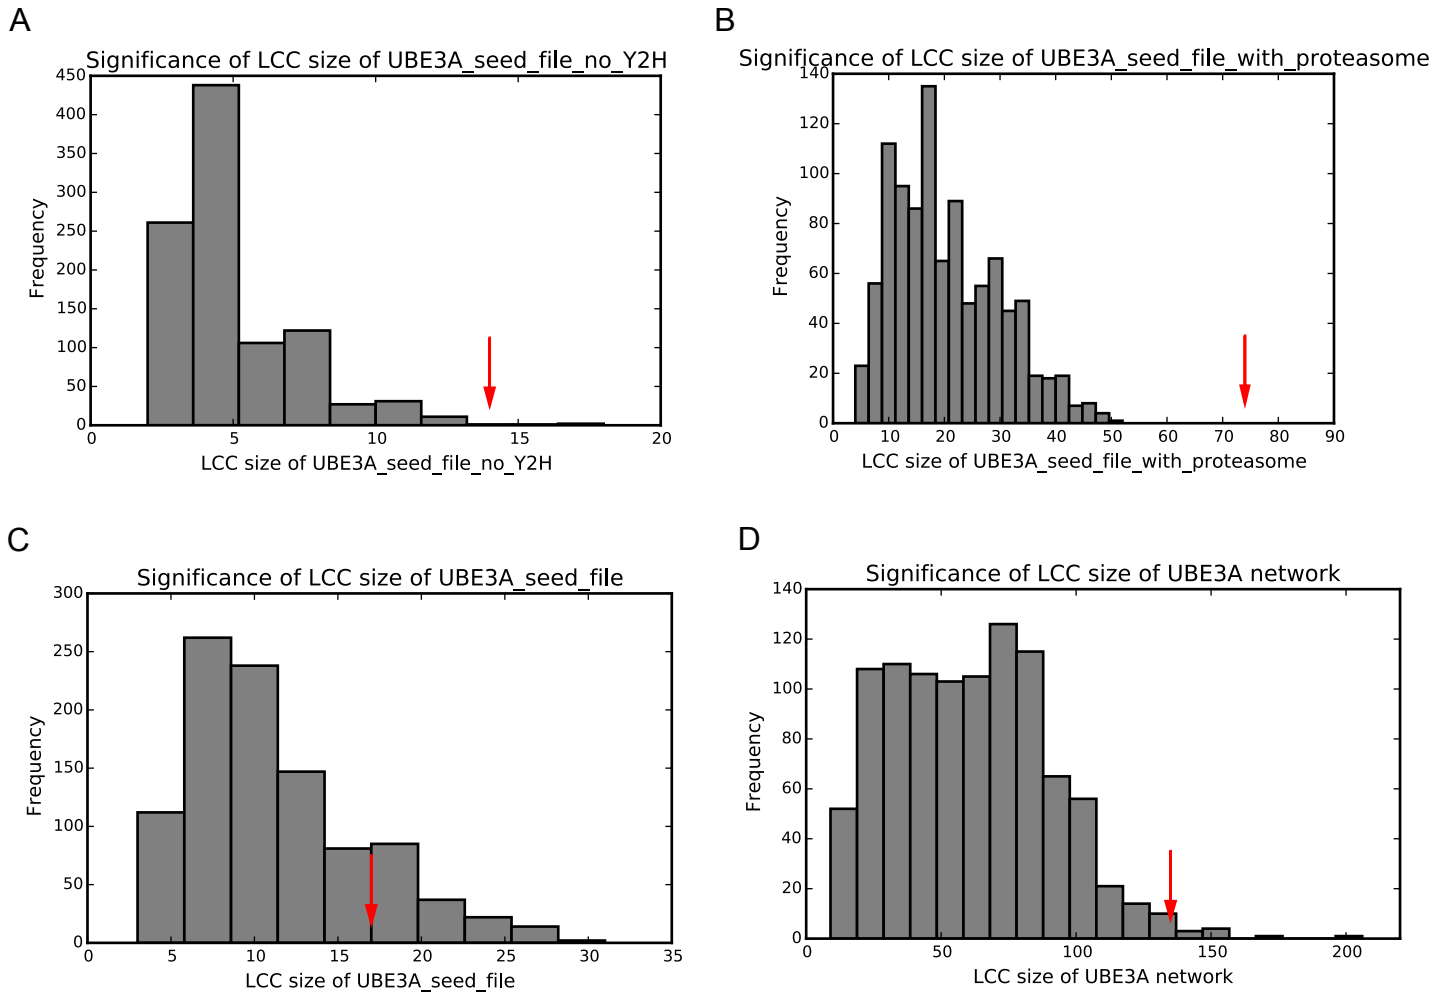 A
Significance of LCC size of UBE3A_seed_file_no_Y2H
450
400
350
300
250
200
150
100
50
0
Frequency
0 5 10 15 20
LCC size of UBE3A_seed_file_no_Y2H
B
Significance of LCC size of UBE3A_seed_file_with_proteasome
140
120
100
80
60
40
20
0
Frequency
0 10 20 30 40 50 60 70 80 90
LCC size of UBE3A_seed_file_with_proteasome
C
Significance of LCC size of UBE3A_seed_file
300
250
200
150
100
50
0
Frequency
0 5 10 15 20 25 30 35
LCC size of UBE3A_seed_file
D
Significance of LCC size of UBE3A network
140
120
100
80
60
40
20
0
Frequency
0 50 100 150 200
LCC size of UBE3A network